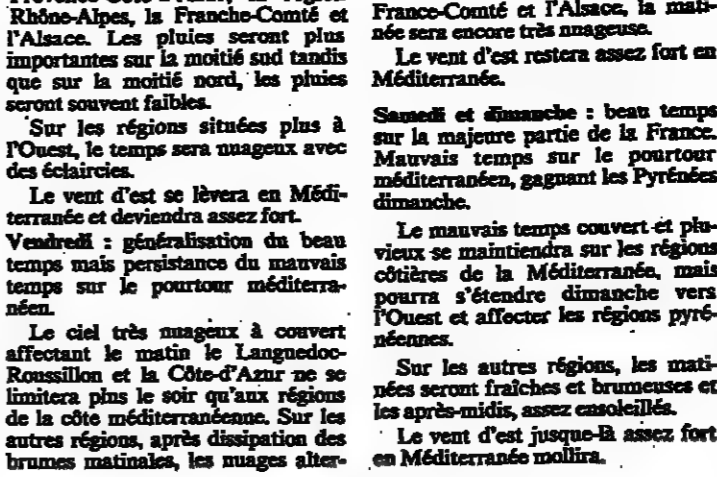 Rhône-Alpes, la Franche-Comté et
l'Alsace. Les pluies seront plus
importantes sur la moitié sud tandis
que sur la moitié nord, les pluies
seront souvent faibles.
Sur les régions situées plus à
l'Ouest, le temps sera nuageux avec
des éclaircies.
Le vent d'est se lèvera en Médi-
terranée et deviendra assez fort.
Vendredi : généralisation du beau
temps mais persistance du mauvais
temps sur le pourtour méditerra-
néen.
Le ciel très nuageux à couvert
affectant le matin le Languedoc-
Roussillon et la Côte-d'Azur ne se
limitera plus le soir qu'aux régions
de la côte méditerranéenne. Sur les
autres régions, après dissipation des
brumes matinales, les nuages alter-
France-Comté et l'Alsace, la mati-
née sera encore très nuageuse.
Le vent d'est restera assez fort en
Méditerranée.
Samedi et dimanche : beau temps
sur la majeure partie de la France.
Mauvais temps sur le pourtour
méditerranéen, gagnant les Pyrénées
dimanche.
Le mauvais temps couvert et plu-
vieux se maintiendra sur les régions
côtières de la Méditerranée, mais
pourra s'étendre dimanche vers
l'Ouest et affecter les régions pyré-
néennes.
Sur les autres régions, les mati-
nées seront fraîches et brumeuses et
les après-midis, assez ensoleillés.
Le vent d'est jusque-là assez fort
en Méditerranée mollira.